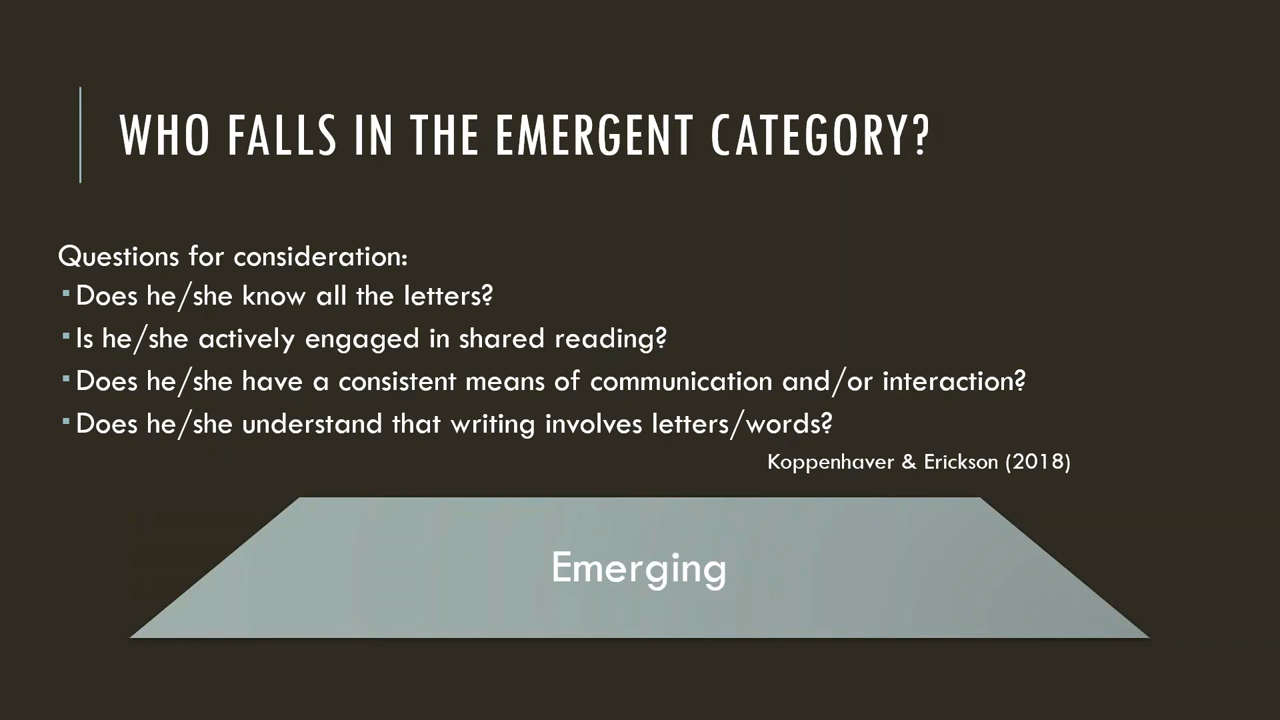 WHO FALLS IN THE EMERGENT CATEGORY?
Questions for consideration:
▪ Does he/she know all the letters?
▪ Is he/she actively engaged in shared reading?
▪ Does he/she have a consistent means of communication and/or interaction?
▪ Does he/she understand that writing involves letters/words?
Koppenhaver & Erickson (2018)
Emerging